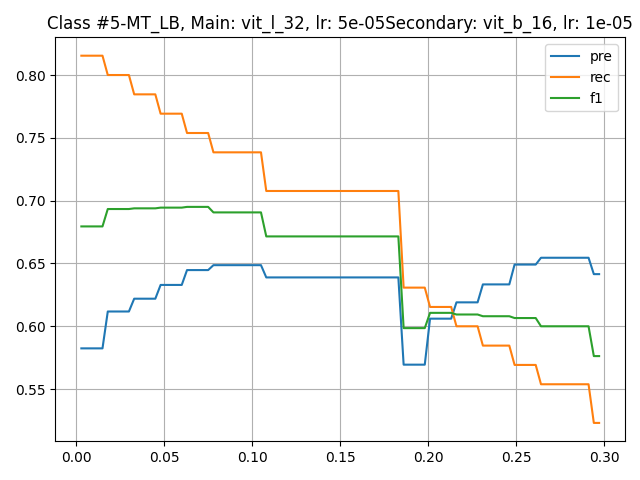 Class #5-MT_LB, Main: vit_l_32, lr: 5e-05Secondary: vit_b_16, lr: 1e-05
pre
rec
f1
0.80
0.75
0.70
0.65
0.60
0.55
0.00 0.05 0.10 0.15 0.20 0.25 0.30